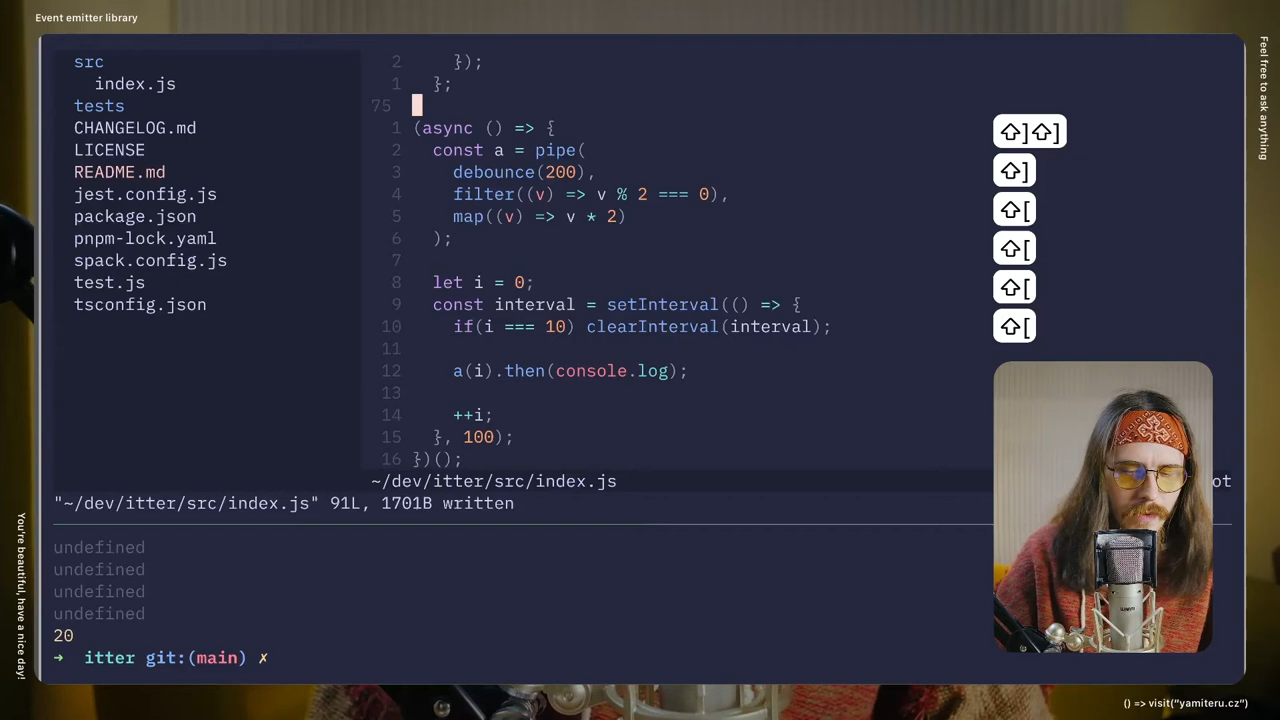 Event emitter library
Feel free to ask anything
src
index.js
tests
CHANGELOG.md
LICENSE
README.md
jest.config.js
package.json
pnpm-lock.yaml
spack.config.js
test.js
tsconfig.json
2 });
1 };
75
1 (async () => {
2 const a = pipe(
3 debounce(200),
4 filter((v) => v % 2 === 0),
5 map((v) => v * 2)
6 );
7
8 let i = 0;
9 const interval = setInterval(() => {
10 if(i === 10) clearInterval(interval);
11
12 a(i).then(console.log);
13
14 ++i;
15 }, 100);
16 })();
~/dev/itter/src/index.js
ot
"~/dev/itter/src/index.js" 91L, 1701B written
⇧]⇧]
⇧]
⇧[
⇧[
⇧[
⇧[
undefined
undefined
undefined
undefined
20
→ itter git:(main) ✗
You're beautiful, have a nice day!
() => visit("yamiteru.cz")